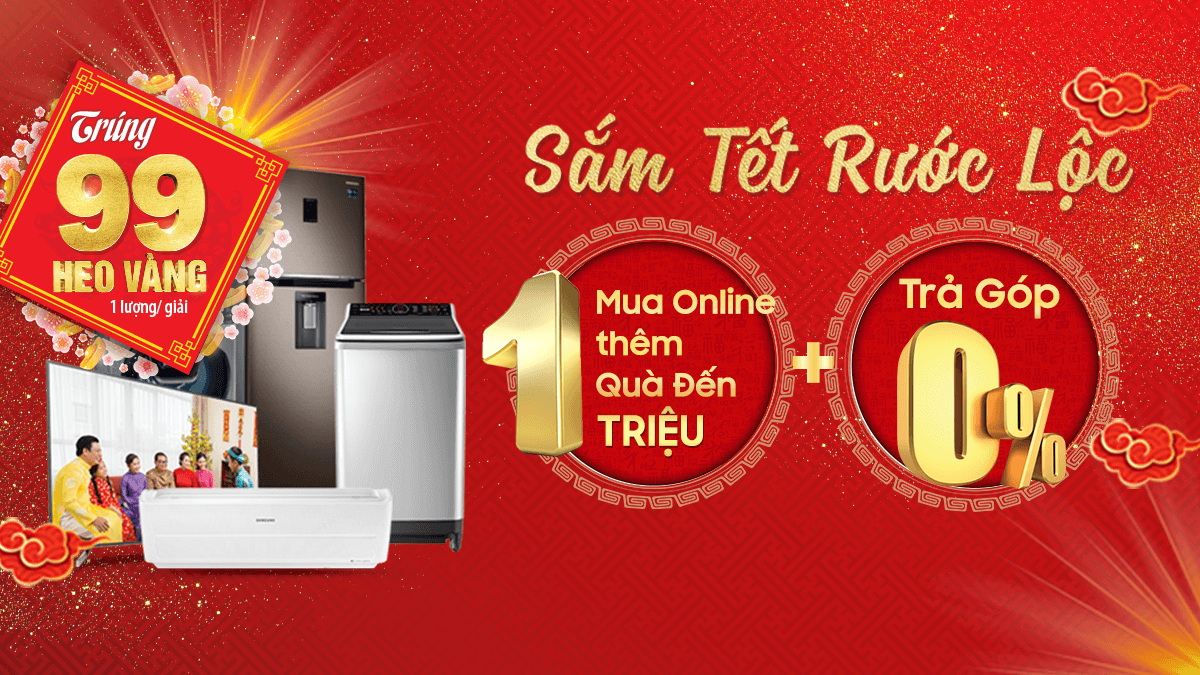 Trúng
99
HEO VÀNG
1 lượng/ giải
Sắm Tết Rước Lộc
1
Mua Online
thêm
Quà Đến
TRIỆU
+
Trả Góp
0%
SAMSUNG